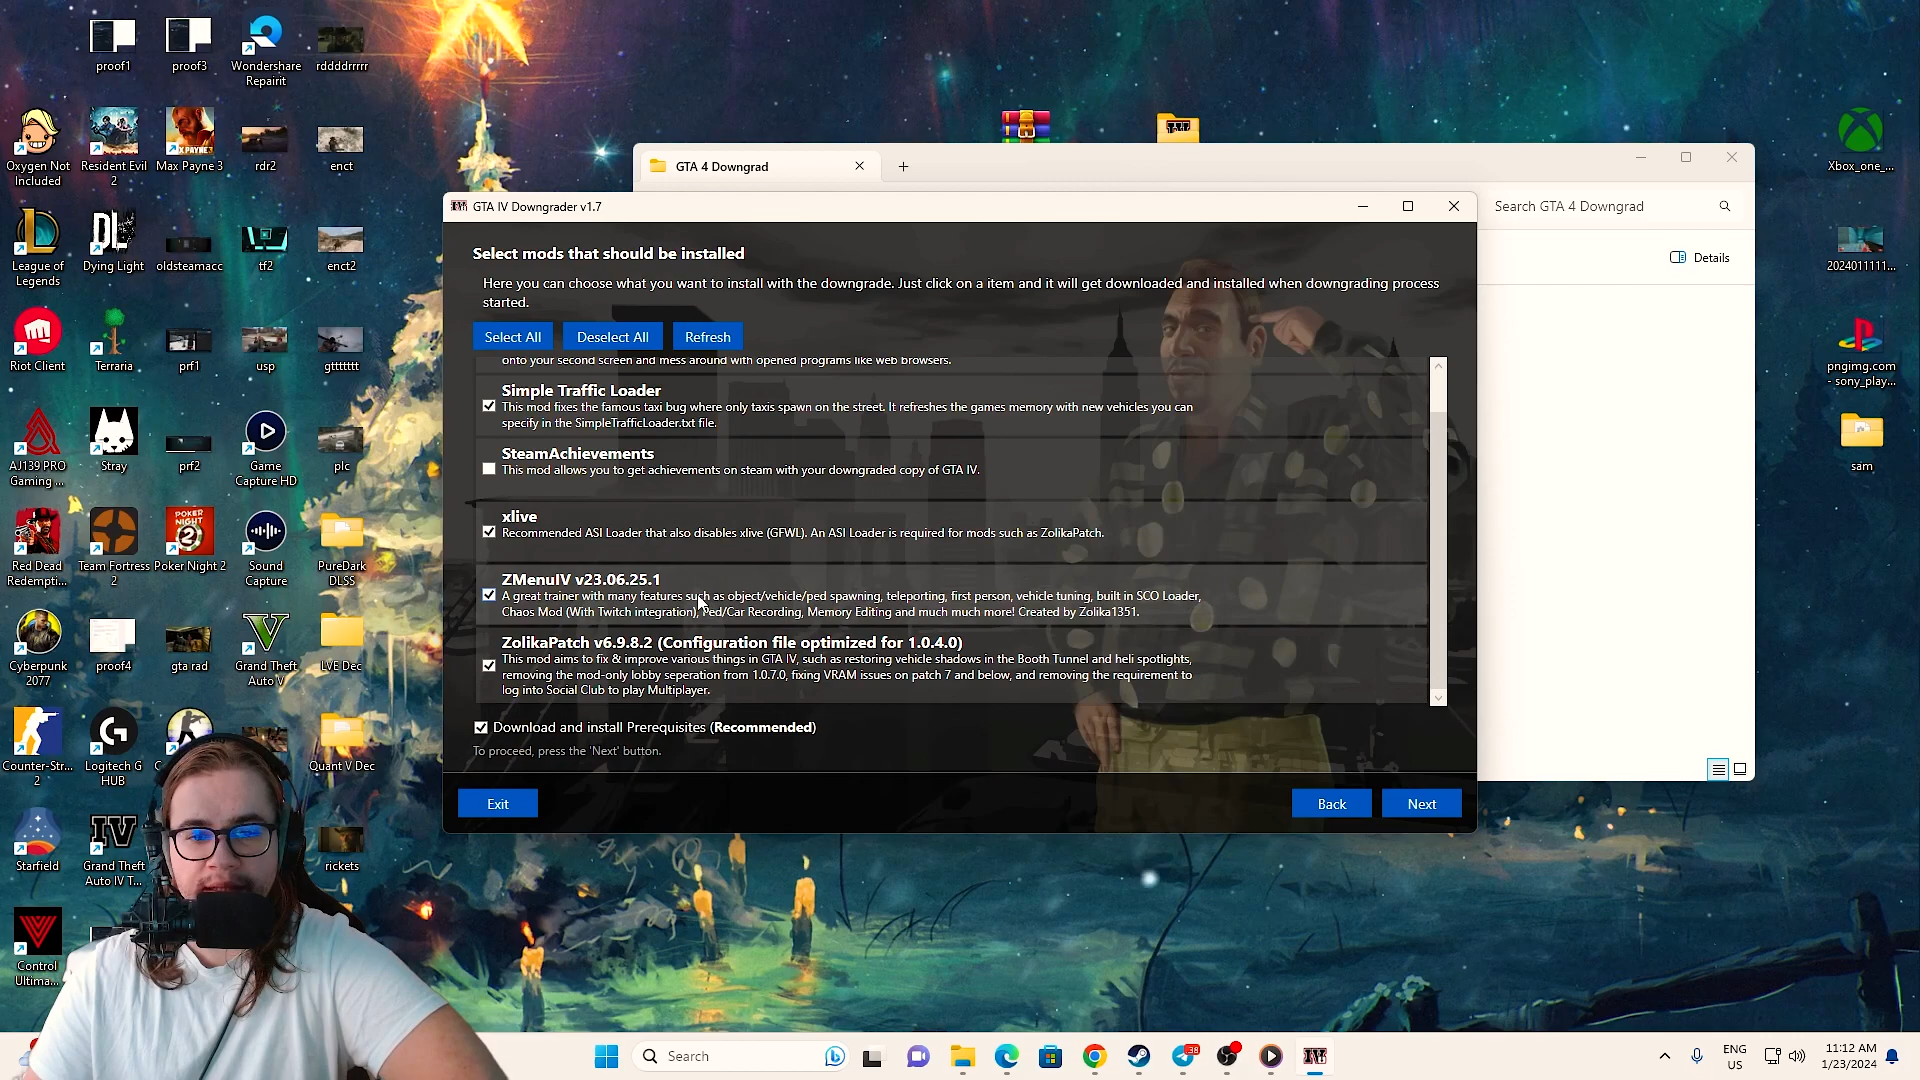 proof1
proof3
Wondershare
Repairit
rddddrrrrr
Oxygen Not
Included
Resident Evil
2
Max Payne 3
rdr2
enct
League of
Legends
Dying Light
oldsteamacc
tf2
enct2
Riot Client
Terraria
prf1
usp
gttttttt
AJ139 PRO
Gaming ...
Stray
prf2
Game
Capture HD
plc
Red Dead
Redempti...
Team Fortress
2
Poker Night 2
Sound
Capture
PureDark
DLSS
Cyberpunk
2077
proof4
gta rad
Grand Theft
Auto V
LVE Dec
Counter-Str...
2
Logitech G
HUB
Quant V Dec
Starfield
Grand Theft
Auto IV T...
rickets
Control
Ultima...
GTA 4 Downgrad
Search GTA 4 Downgrad
Details
GTA IV Downgrader v1.7
Select mods that should be installed
Here you can choose what you want to install with the downgrade. Just click on a item and it will get downloaded and installed when downgrading process
started.
Select All
Deselect All
Refresh
onto your second screen and mess around with opened programs like web browsers.
Simple Traffic Loader
This mod fixes the famous taxi bug where only taxis spawn on the street. It refreshes the games memory with new vehicles you can
specify in the SimpleTrafficLoader.txt file.
SteamAchievements
This mod allows you to get achievements on steam with your downgraded copy of GTA IV.
xlive
Recommended ASI Loader that also disables xlive (GFWL). An ASI Loader is required for mods such as ZolikaPatch.
ZMenuIV v23.06.25.1
A great trainer with many features such as object/vehicle/ped spawning, teleporting, first person, vehicle tuning, built in SCO Loader,
Chaos Mod (With Twitch integration), Ped/Car Recording, Memory Editing and much much more! Created by Zolika1351.
ZolikaPatch v6.9.8.2 (Configuration file optimized for 1.0.4.0)
This mod aims to fix & improve various things in GTA IV, such as restoring vehicle shadows in the Booth Tunnel and heli spotlights,
removing the mod-only lobby seperation from 1.0.7.0, fixing VRAM issues on patch 7 and below, and removing the requirement to
log into Social Club to play Multiplayer.
Download and install Prerequisites (Recommended)
To proceed, press the 'Next' button.
Exit
Back
Next
Xbox_one_...
2024011111...
pngimg.com
- sony_play...
sam
Search
38
ENG
US
11:12 AM
1/23/2024